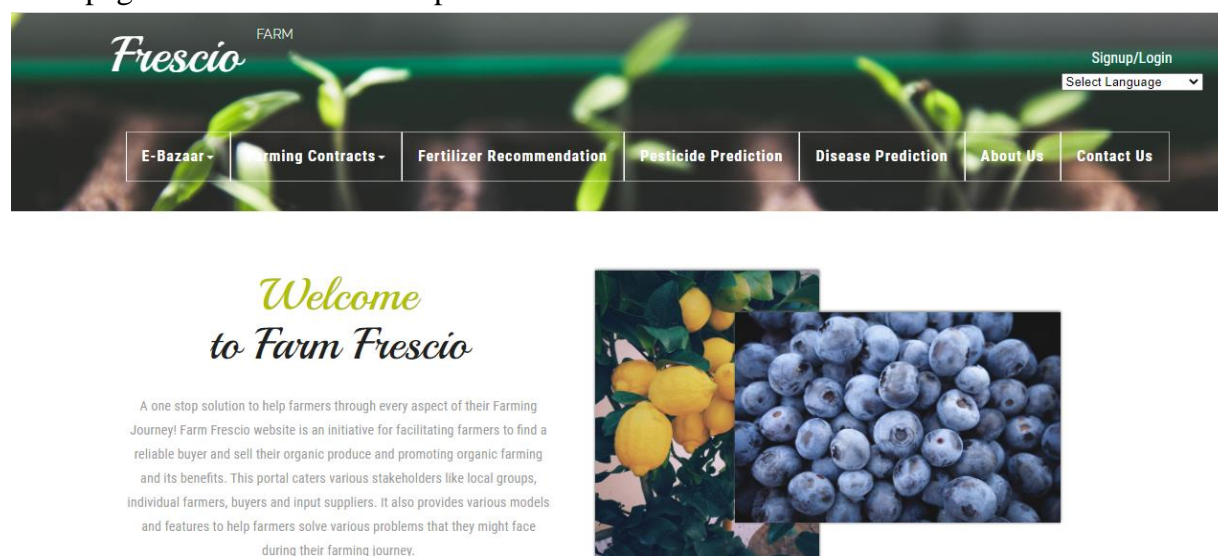 Frescio FARM
Signup/Login
Select Language
E-Bazaar Farming Contracts Fertilizer Recommendation Pesticide Prediction Disease Prediction About Us Contact Us
Welcome
to Farm Frescio
A one stop solution to help farmers through every aspect of their Farming
Journey! Farm Frescio website is an initiative for facilitating farmers to find a
reliable buyer and sell their organic produce and promoting organic farming
and its benefits. This portal caters various stakeholders like local groups,
individual farmers, buyers and input suppliers. It also provides various models
and features to help farmers solve various problems that they might face
during their farming journey.